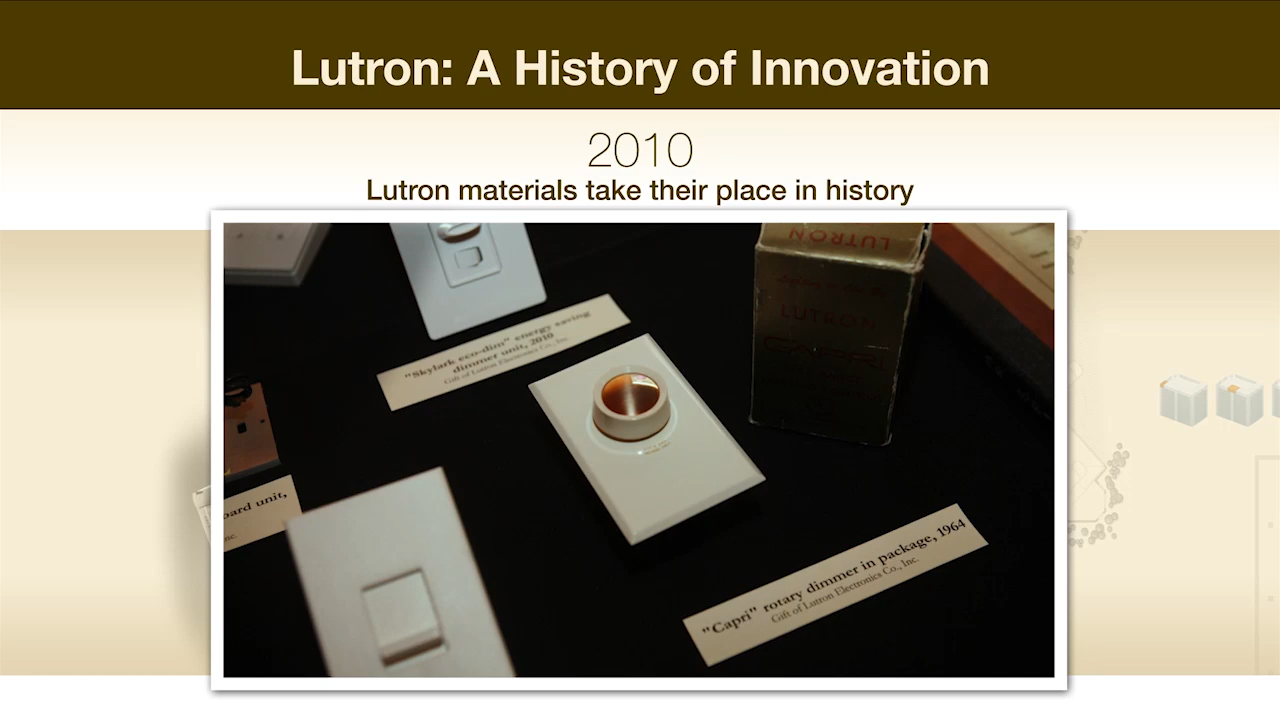 Lutron: A History of Innovation
2010
Lutron materials take their place in history
LUTRON
LUTRON
"Skylark eco-dim" energy saving
dimmer unit, 2010
Gift of Lutron Electronics Co., Inc.
oard unit,
nc.
"Capri" rotary dimmer in package, 1964
Gift of Lutron Electronics Co., Inc.